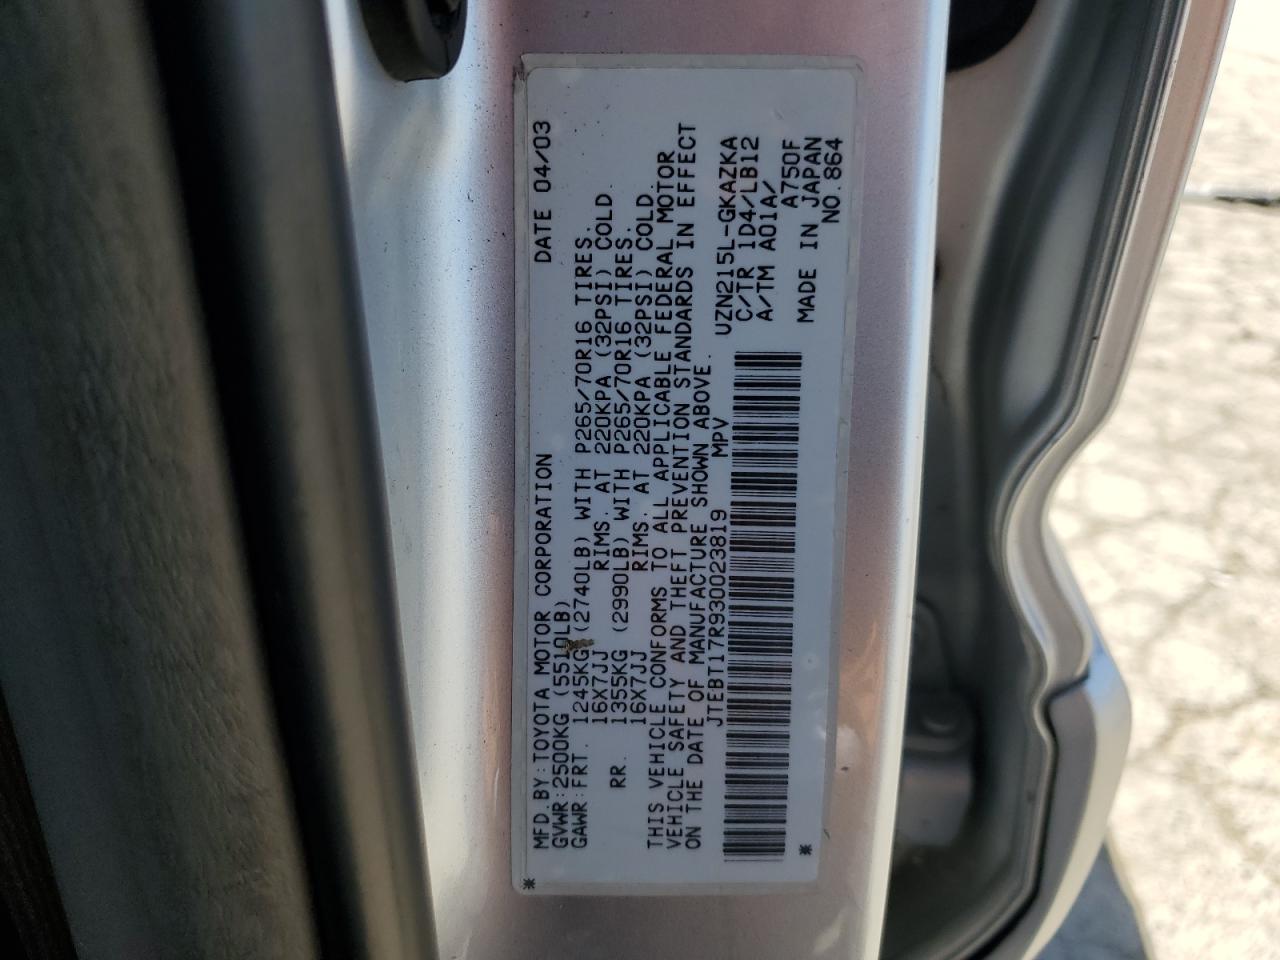 MFD. BY: TOYOTA MOTOR CORPORATION DATE 04/03
GVWR: 2500KG (5510LB)
GAWR: FRT. 1245KG (2740LB) WITH P265/70R16 TIRES.
16X7JJ RIMS. AT 220KPA (32PSI) COLD.
RR. 1355KG (2990LB) WITH P265/70R16 TIRES.
16X7JJ RIMS. AT 220KPA (32PSI) COLD.
THIS VEHICLE CONFORMS TO ALL APPLICABLE FEDERAL MOTOR
VEHICLE SAFETY AND THEFT PREVENTION STANDARDS IN EFFECT
ON THE DATE OF MANUFACTURE SHOWN ABOVE.
JTEBT17R930023819 MPV
UZN215L-GKAZKA
C/TR 1D4/LB12
A/TM A01A/
A750F
MADE IN JAPAN
NO.864
* *